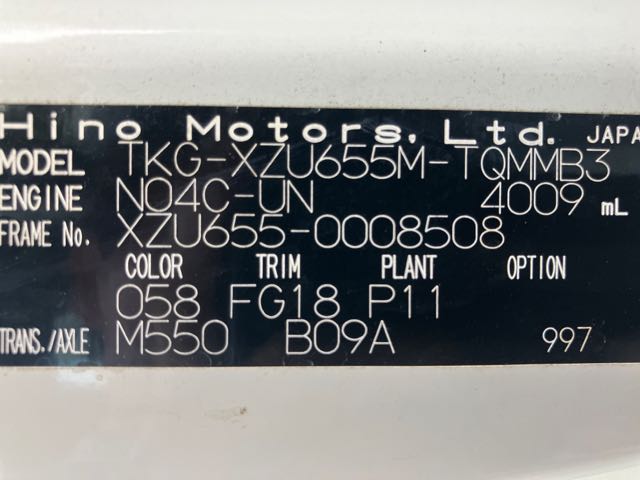 Hino Motors, Ltd. JAPA
MODEL TKG-XZU655M-TQMMB3
ENGINE N04C-UN 4009 mL
FRAME No. XZU655-0008508
COLOR TRIM PLANT OPTION
058 FG18 P11
TRANS./AXLE M550 B09A 997